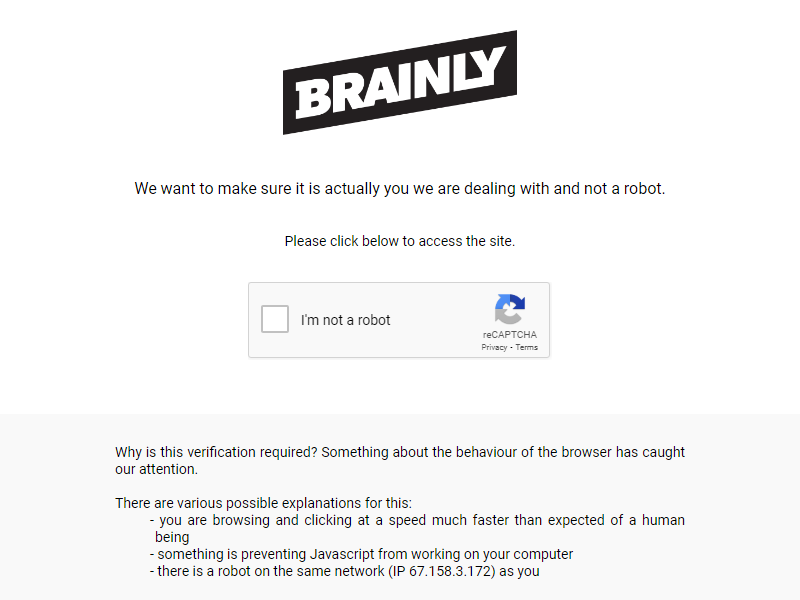 BRAINLY
We want to make sure it is actually you we are dealing with and not a robot.
Please click below to access the site.
I'm not a robot
reCAPTCHA
Privacy - Terms
Why is this verification required? Something about the behaviour of the browser has caught
our attention.
There are various possible explanations for this:
- you are browsing and clicking at a speed much faster than expected of a human
being
- something is preventing Javascript from working on your computer
- there is a robot on the same network (IP 67.158.3.172) as you